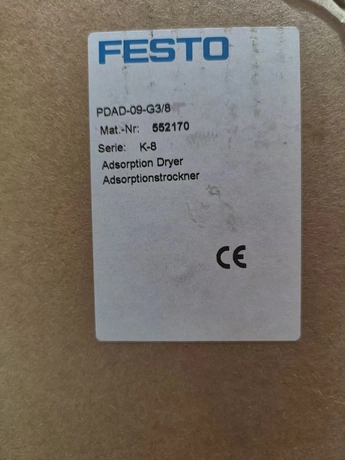 FESTO
PDAD-09-G3/8
Mat.-Nr: 552170
Serie: K-8
Adsorption Dryer
Adsorptionstrockner
CE